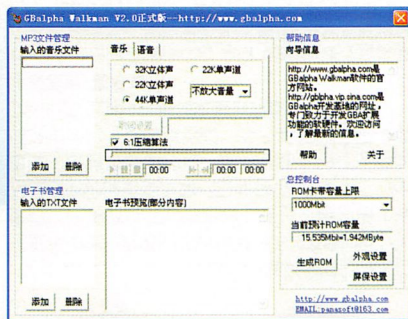 GBalpha Walkman V2.0正式版--http://www.gbalpha.com
MP3文件管理
输入的音乐文件
音乐 语音
32K立体声 22K单声道
22K立体声 不放大音量
44K单声道
6:1压缩算法
00:00 00:00 00:00
添加 删除
电子书管理
输入的TXT文件 电子书预览(部分内容)
添加 删除
帮助信息
向导信息
http://www.gbalpha.com是
GBalpha Walkman软件的官
方网站。
http://gbalpha.vip.sina.com是
GBalpha开发基地的网址，
专门致力于开发GBA扩展
功能的软硬件。欢迎访问
，了解最新的信息。
帮助 关于
总控制台
ROM卡带容量上限
1000Mbit
当前预计ROM容量
15.535Mbit=1.942MByte
生成ROM 外观设置
屏保设置
http://www.gbalpha.com
EMAIL:panasoft@163.com